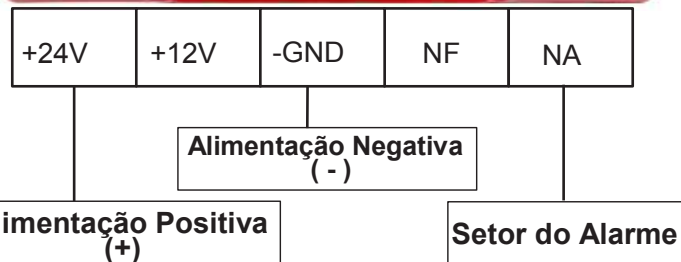 +24V +12V -GND NF NA
Alimentação Negativa
( - )
imentação Positiva
(+)
Setor do Alarme